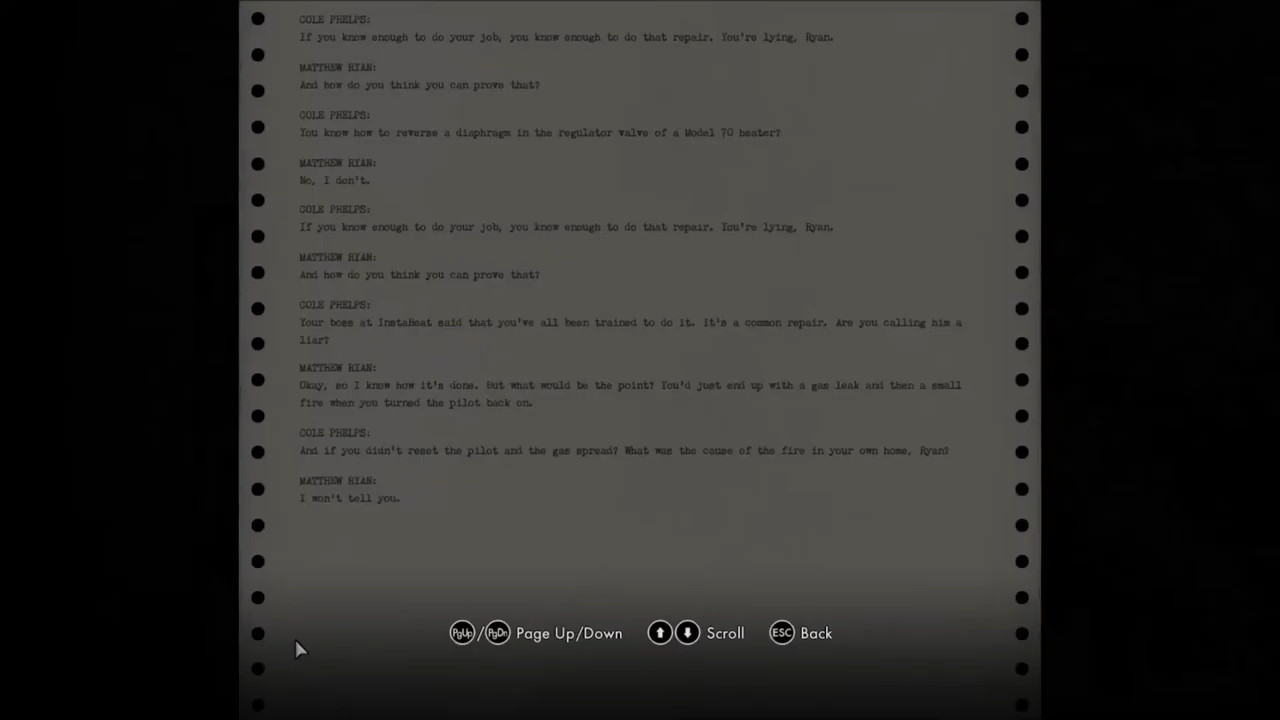 COLE PHELPS:
If you know enough to do your job, you know enough to do that repair. You're lying, Ryan.
MATTHEW RYAN:
And how do you think you can prove that?
COLE PHELPS:
You know how to reverse a diaphragm in the regulator valve of a Model 70 heater?
MATTHEW RYAN:
No, I don't.
COLE PHELPS:
If you know enough to do your job, you know enough to do that repair. You're lying, Ryan.
MATTHEW RYAN:
And how do you think you can prove that?
COLE PHELPS:
Your boss at InstaHeat said that you've all been trained to do it. It's a common repair. Are you calling him a
liar?
MATTHEW RYAN:
Okay, so I know how it's done. But what would be the point? You'd just end up with a gas leak and then a small
fire when you turned the pilot back on.
COLE PHELPS:
And if you didn't reset the pilot and the gas spread? What was the cause of the fire in your own home, Ryan?
MATTHEW RYAN:
I won't tell you.
PgUp/PgDn Page Up/Down Scroll ESC Back